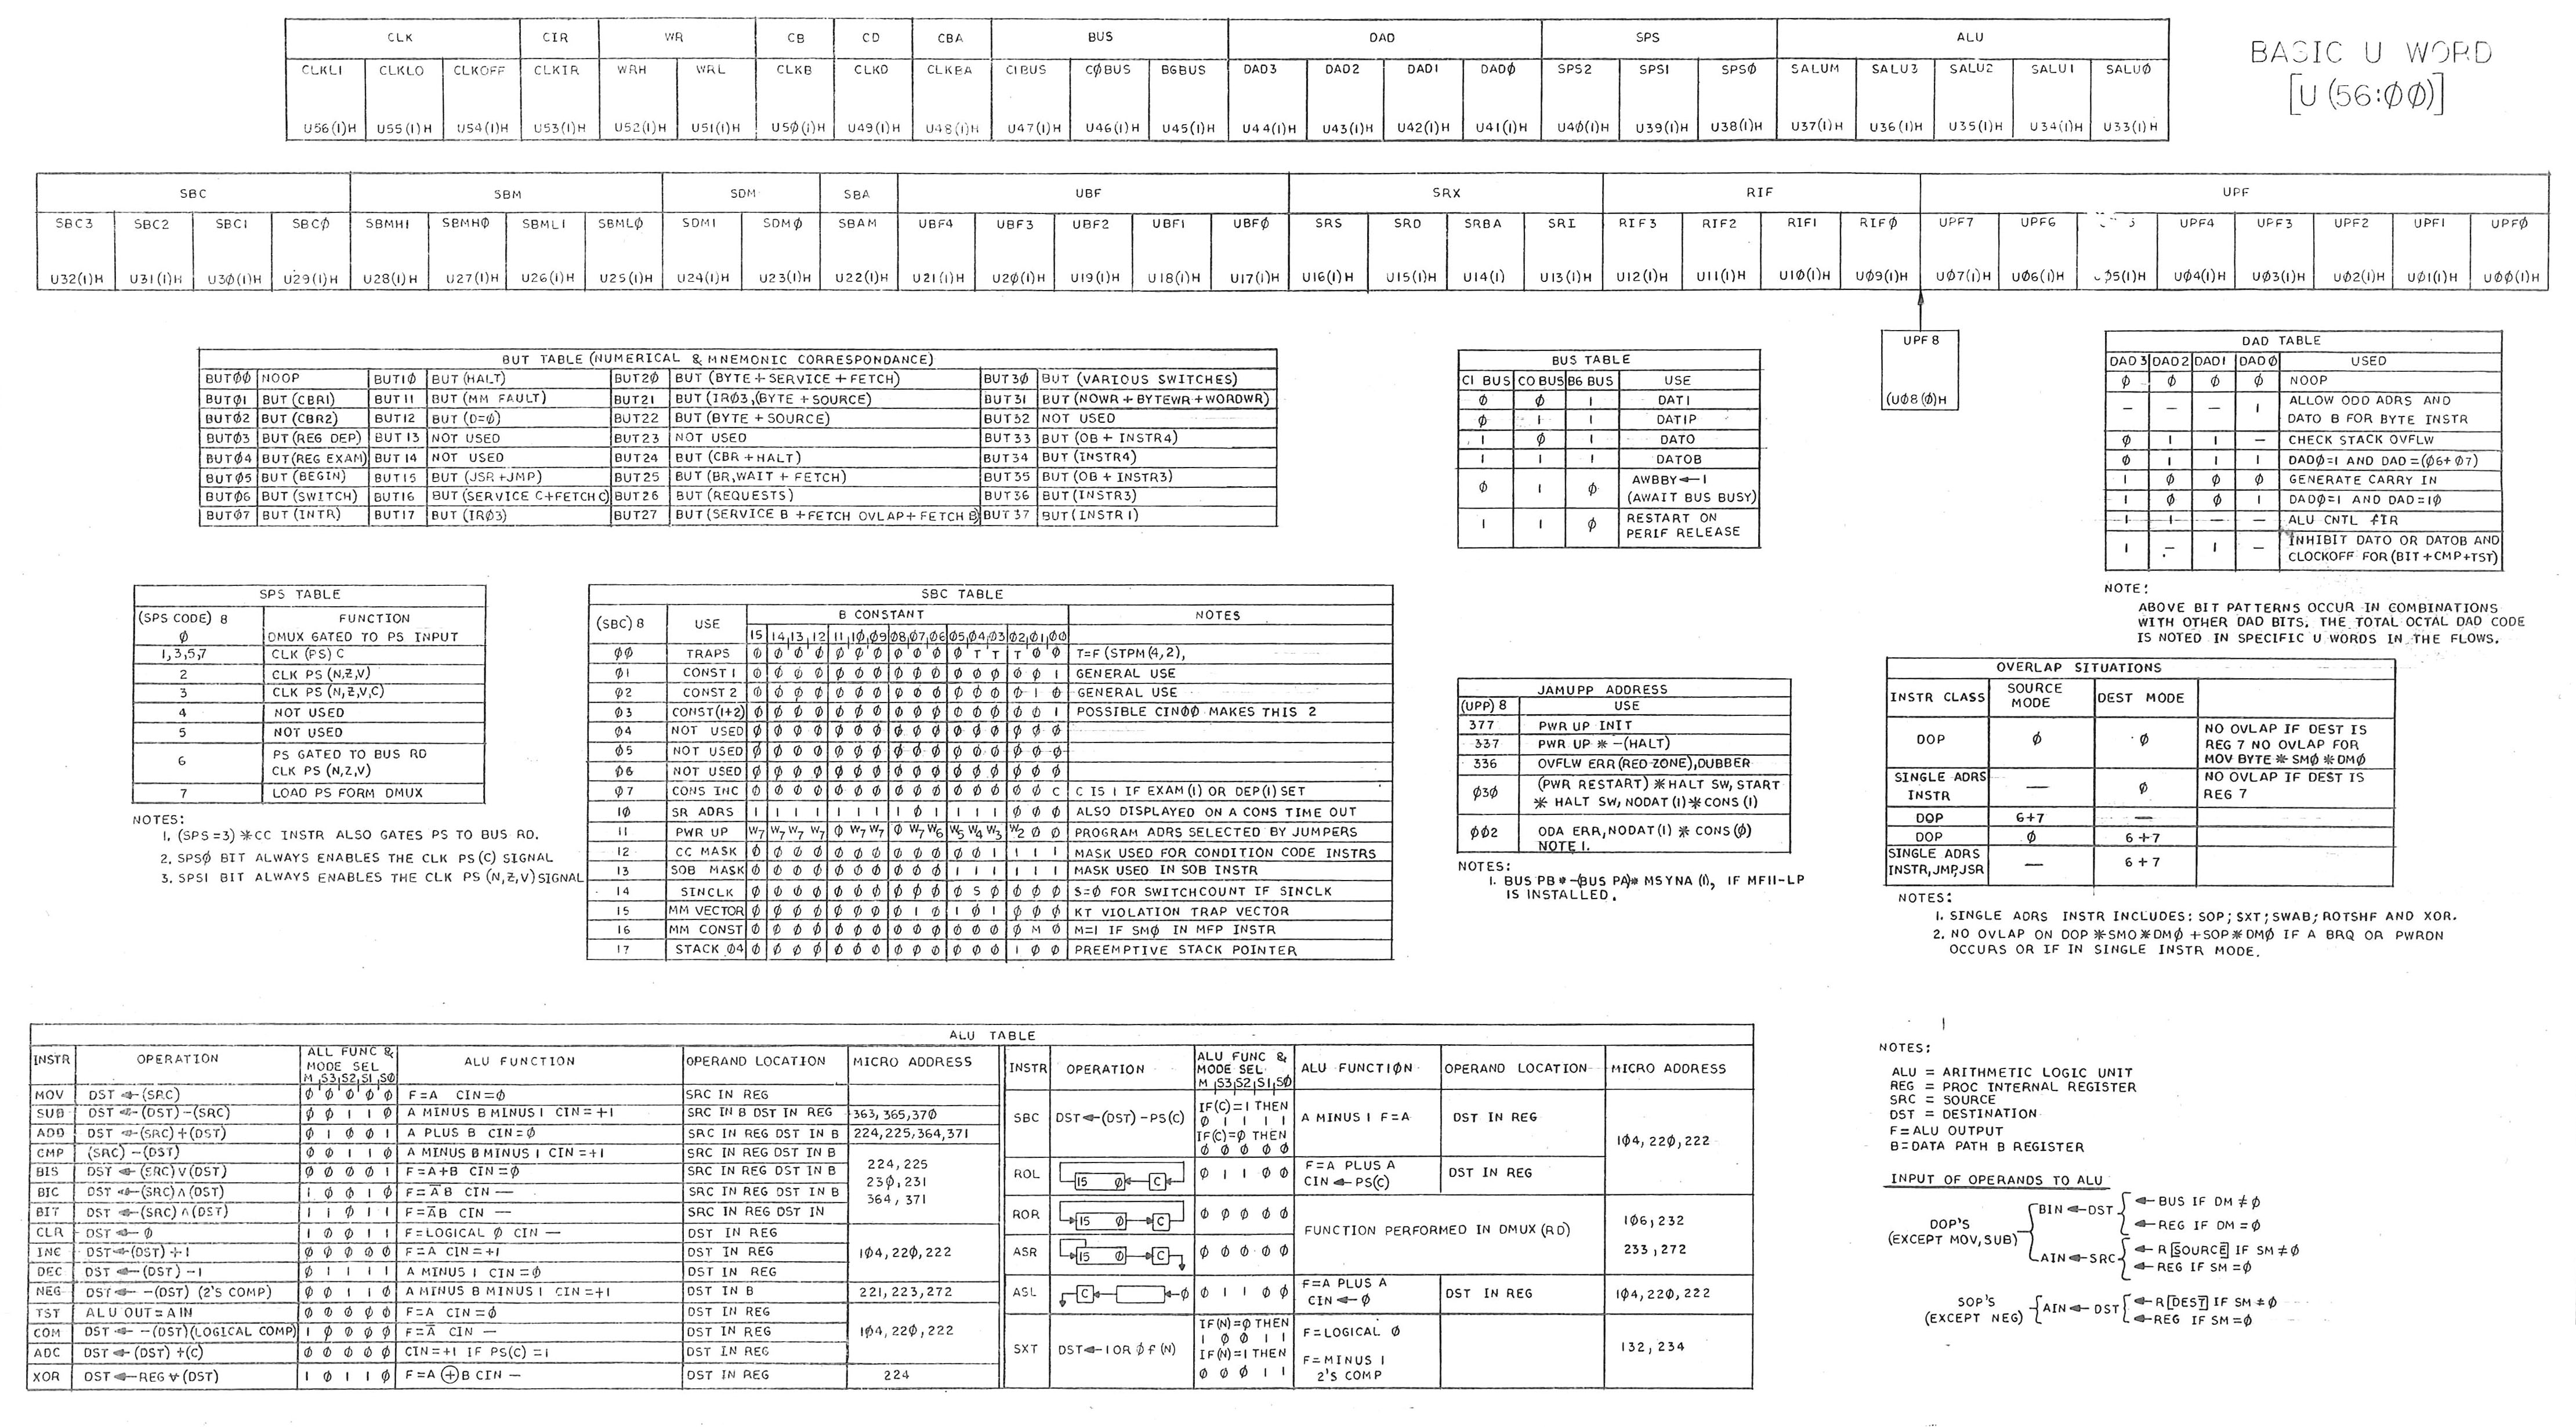 BASIC U WORD
[U (56:ØØ)]
CLK CIR WR CB CD CBA BUS DAD SPS ALU
CLKL1 CLKLO CLKOFF CLKIR WRH WRL CLKB CLKD CLKBA C1BUS CØBUS BGBUS DAD3 DAD2 DAD1 DADØ SPS2 SPS1 SPSØ SALUM SALU3 SALU2 SALU1 SALUØ
U56(1)H U55(1)H U54(1)H U53(1)H U52(1)H U51(1)H U5Ø(1)H U49(1)H U48(1)H U47(1)H U46(1)H U45(1)H U44(1)H U43(1)H U42(1)H U41(1)H U4Ø(1)H U39(1)H U38(1)H U37(1)H U36(1)H U35(1)H U34(1)H U33(1)H
SBC SBM SDM SBA UBF SRX RIF UPF
SBC3 SBC2 SBC1 SBCØ SBMH1 SBMHØ SBML1 SBMLØ SDM1 SDMØ SBAM UBF4 UBF3 UBF2 UBF1 UBFØ SRS SRD SRBA SRI RIF3 RIF2 RIF1 RIFØ UPF7 UPF6 UPF4 UPF3 UPF2 UPF1 UPFØ
U32(1)H U31(1)H U3Ø(1)H U29(1)H U28(1)H U27(1)H U26(1)H U25(1)H U24(1)H U23(1)H U22(1)H U21(1)H U2Ø(1)H U19(1)H U18(1)H U17(1)H U16(1)H U15(1)H U14(1) U13(1)H U12(1)H U11(1)H U1Ø(1)H UØ9(1)H UØ7(1)H UØ6(1)H Ø5(1)H UØ4(1)H UØ3(1)H UØ2(1)H UØ1(1)H UØØ(1)H
UPF 8
(UØ8(Ø)H
BUT TABLE (NUMERICAL & MNEMONIC CORRESPONDANCE)
BUTØØ NOOP BUT1Ø BUT (HALT) BUT2Ø BUT (BYTE + SERVICE + FETCH) BUT3Ø BUT (VARIOUS SWITCHES)
BUTØ1 BUT (CBR1) BUT 11 BUT (MM FAULT) BUT21 BUT (IRØ3,(BYTE + SOURCE) BUT31 BUT (NOWR + BYTEWR + WORDWR)
BUTØ2 BUT (CBR2) BUT12 BUT (D=Ø) BUT22 BUT (BYTE + SOURCE) BUT32 NOT USED
BUTØ3 BUT (REG DEP) BUT 13 NOT USED BUT23 NOT USED BUT33 BUT (OB + INSTR4)
BUTØ4 BUT(REG EXAM) BUT 14 NOT USED BUT24 BUT (CBR + HALT) BUT34 BUT (INSTR4)
BUTØ5 BUT (BEGIN) BUT15 BUT (JSR + JMP) BUT25 BUT (BR,WAIT + FETCH) BUT35 BUT (OB + INSTR3)
BUTØ6 BUT (SWITCH) BUT16 BUT (SERVICE C+FETCH C) BUT26 BUT (REQUESTS) BUT36 BUT (INSTR3)
BUTØ7 BUT (INTR) BUT17 BUT (IRØ3) BUT27 BUT (SERVICE B + FETCH OVLAP + FETCH B) BUT 37 BUT (INSTR 1)
BUS TABLE
C1 BUS CO BUS BG BUS USE
Ø Ø 1 DATI
Ø 1 1 DATIP
1 Ø 1 DATO
1 1 1 DATOB
Ø 1 Ø AWBBY←1
(AWAIT BUS BUSY)
1 1 Ø RESTART ON
PERIF RELEASE
DAD TABLE
DAD 3 DAD2 DAD1 DAD Ø USED
Ø Ø Ø Ø NOOP
— — — 1 ALLOW ODD ADRS AND
DATO B FOR BYTE INSTR
Ø 1 1 — CHECK STACK OVFLW
Ø 1 1 1 DADØ=1 AND DAD =(Ø6+Ø7)
1 Ø Ø Ø GENERATE CARRY IN
1 Ø Ø 1 DADØ=1 AND DAD=1Ø
1 1 — — ALU CNTL fIR
1 — 1 — INHIBIT DATO OR DATOB AND
CLOCKOFF FOR (BIT+CMP+TST)
NOTE:
ABOVE BIT PATTERNS OCCUR IN COMBINATIONS
WITH OTHER DAD BITS. THE TOTAL OCTAL DAD CODE
IS NOTED IN SPECIFIC U WORDS IN THE FLOWS.
SPS TABLE
(SPS CODE) 8 FUNCTION
Ø DMUX GATED TO PS INPUT
1,3,5,7 CLK (PS) C
2 CLK PS (N,Z,V)
3 CLK PS (N,Z,V,C)
4 NOT USED
5 NOT USED
6 PS GATED TO BUS RD
CLK PS (N,Z,V)
7 LOAD PS FORM DMUX
NOTES:
1. (SPS=3) * CC INSTR ALSO GATES PS TO BUS RD.
2. SPSØ BIT ALWAYS ENABLES THE CLK PS (C) SIGNAL
3. SPS1 BIT ALWAYS ENABLES THE CLK PS (N,Z,V) SIGNAL
SBC TABLE
(SBC) 8 USE B CONSTANT NOTES
15 14,13,12 11,1Ø,Ø9 Ø8,Ø7,Ø6 Ø5,Ø4,Ø3 Ø2,Ø1,ØØ
ØØ TRAPS Ø Ø Ø Ø Ø Ø Ø Ø Ø Ø Ø T T T Ø Ø T=F (STPM (4,2),
Ø1 CONST 1 Ø Ø Ø Ø Ø Ø Ø Ø Ø Ø Ø Ø Ø Ø Ø 1 GENERAL USE
Ø2 CONST 2 Ø Ø Ø Ø Ø Ø Ø Ø Ø Ø Ø Ø Ø Ø 1 Ø GENERAL USE
Ø3 CONST (1+2) Ø Ø Ø Ø Ø Ø Ø Ø Ø Ø Ø Ø Ø Ø Ø 1 POSSIBLE CINØØ MAKES THIS 2
Ø4 NOT USED Ø Ø Ø Ø Ø Ø Ø Ø Ø Ø Ø Ø Ø Ø Ø Ø
Ø5 NOT USED Ø Ø Ø Ø Ø Ø Ø Ø Ø Ø Ø Ø Ø Ø Ø Ø
Ø6 NOT USED Ø Ø Ø Ø Ø Ø Ø Ø Ø Ø Ø Ø Ø Ø Ø Ø
Ø7 CONS INC Ø Ø Ø Ø Ø Ø Ø Ø Ø Ø Ø Ø Ø Ø Ø C C IS 1 IF EXAM (1) OR DEP (1) SET
1Ø SR ADRS 1 1 1 1 1 1 1 1 Ø 1 1 1 1 Ø Ø Ø ALSO DISPLAYED ON A CONS TIME OUT
11 PWR UP W7 W7 W7 W7 Ø W7 W7 Ø W7 W6 W5 W4 W3 W2 Ø Ø PROGRAM ADRS SELECTED BY JUMPERS
12 CC MASK Ø Ø Ø Ø Ø Ø Ø Ø Ø Ø Ø Ø 1 1 1 1 MASK USED FOR CONDITION CODE INSTRS
13 SOB MASK Ø Ø Ø Ø Ø Ø Ø Ø Ø Ø 1 1 1 1 1 1 MASK USED IN SOB INSTR
14 SINCLK Ø Ø Ø Ø Ø Ø Ø Ø Ø Ø Ø S Ø Ø Ø Ø S=Ø FOR SWITCHCOUNT IF SINCLK
15 MM VECTOR Ø Ø Ø Ø Ø Ø Ø Ø 1 Ø 1 Ø 1 Ø Ø Ø KT VIOLATION TRAP VECTOR
16 MM CONST Ø Ø Ø Ø Ø Ø Ø Ø Ø Ø Ø Ø Ø Ø M Ø M=1 IF SMØ IN MFP INSTR
17 STACK Ø4 Ø Ø Ø Ø Ø Ø Ø Ø Ø Ø Ø Ø Ø 1 Ø Ø PREEMPTIVE STACK POINTER
JAMUPP ADDRESS
(UPP) 8 USE
377 PWR UP INIT
337 PWR UP * -(HALT)
336 OVFLW ERR (RED ZONE), DUBBER
Ø3Ø (PWR RESTART) * HALT SW, START
* HALT SW, NODAT (1) * CONS (1)
ØØ2 ODA ERR, NODAT (1) * CONS (Ø)
NOTE 1.
NOTES:
1. BUS PB * -(BUS PA) * MSYNA (1), IF MF11-LP
IS INSTALLED.
OVERLAP SITUATIONS
INSTR CLASS SOURCE MODE DEST MODE
DOP Ø Ø NO OVLAP IF DEST IS
REG 7 NO OVLAP FOR
MOV BYTE * SMØ * DMØ
SINGLE ADRS INSTR — Ø NO OVLAP IF DEST IS
REG 7
DOP 6+7 —
DOP Ø 6 + 7
SINGLE ADRS INSTR, JMP, JSR — 6 + 7
NOTES:
1. SINGLE ADRS INSTR INCLUDES: SOP; SXT; SWAB; ROTSHF AND XOR.
2. NO OVLAP ON DOP * SMO * DMØ + SOP * DMØ IF A BRQ OR PWRDN
OCCURS OR IF IN SINGLE INSTR MODE.
ALU TABLE
INSTR OPERATION ALL FUNC & MODE SEL M,S3,S2,S1,SØ ALU FUNCTION OPERAND LOCATION MICRO ADDRESS
MOV DST ← (SRC) Ø Ø Ø Ø Ø F=A CIN=Ø SRC IN REG
SUB DST ← (DST) - (SRC) Ø Ø 1 1 Ø A MINUS B MINUS 1 CIN = +1 SRC IN B DST IN REG 363, 365, 37Ø
ADD DST ← (SRC) + (DST) Ø 1 Ø Ø 1 A PLUS B CIN = Ø SRC IN REG DST IN B 224, 225, 364, 371
CMP (SRC) - (DST) Ø Ø 1 1 Ø A MINUS B MINUS 1 CIN = +1 SRC IN REG DST IN B
BIS DST ← (SRC) V (DST) Ø Ø Ø Ø 1 F=A+B CIN=Ø SRC IN REG DST IN B
BIC DST ← (SRC) Λ (DST) 1 Ø Ø 1 Ø F=A̅ B CIN — SRC IN REG DST IN B
BIT DST ← (SRC) Λ (DST) 1 1 Ø 1 1 F=A̅B CIN — SRC IN REG DST IN
224, 225
23Ø, 231
364, 371
CLR DST ← Ø 1 Ø Ø 1 1 F=LOGICAL Ø CIN — DST IN REG
INC DST ← (DST) + 1 Ø Ø Ø Ø Ø F=A CIN = +1 DST IN REG 1Ø4, 22Ø, 222
DEC DST ← (DST) - 1 Ø 1 1 1 1 A MINUS 1 CIN = Ø DST IN REG
NEG DST ← -(DST) (2'S COMP) Ø Ø 1 1 Ø A MINUS B MINUS 1 CIN = +1 DST IN B 221, 223, 272
TST ALU OUT = A IN Ø Ø Ø Ø Ø F=A CIN = Ø DST IN REG
COM DST ← -(DST) (LOGICAL COMP) 1 Ø Ø Ø Ø F=A̅ CIN — DST IN REG 1Ø4, 22Ø, 222
ADC DST ← (DST) + (C) Ø Ø Ø Ø Ø CIN = +1 IF PS(C) = 1 DST IN REG
XOR DST ← REG ⊻ (DST) 1 Ø 1 1 Ø F=A ⊕ B CIN — DST IN REG 224
INSTR OPERATION ALU FUNC & MODE SEL M,S3,S2,S1,SØ ALU FUNCTIØN OPERAND LOCATION MICRO ADDRESS
SBC DST ← (DST) - PS(C) IF(C)=1 THEN
Ø 1 1 1 1
IF(C)=Ø THEN
Ø Ø Ø Ø Ø
A MINUS 1 F=A DST IN REG 1Ø4, 22Ø, 222
ROL 15 Ø C Ø 1 1 Ø Ø F=A PLUS A
CIN ← PS(C) DST IN REG
ROR 15 Ø C Ø Ø Ø Ø Ø
FUNCTION PERFORMED IN DMUX (RD) 1Ø6, 232
233, 272
ASR 15 Ø C Ø Ø Ø Ø Ø
ASL C Ø Ø 1 1 Ø Ø F=A PLUS A
CIN ← Ø DST IN REG 1Ø4, 22Ø, 222
SXT DST ← 1 OR Ø f (N) IF(N)=Ø THEN
1 Ø Ø 1 1
IF(N)=1 THEN
Ø Ø Ø 1 1
F=LOGICAL Ø
F=MINUS 1
2'S COMP
132, 234
NOTES:
ALU = ARITHMETIC LOGIC UNIT
REG = PROC INTERNAL REGISTER
SRC = SOURCE
DST = DESTINATION
F=ALU OUTPUT
B=DATA PATH B REGISTER
INPUT OF OPERANDS TO ALU
DOP'S
(EXCEPT MOV, SUB)
BIN ← DST
← BUS IF DM ≠ Ø
← REG IF DM = Ø
AIN ← SRC
← R [SOURCE] IF SM ≠ Ø
← REG IF SM = Ø
SOP'S
(EXCEPT NEG)
AIN ← DST
← R [DEST] IF SM ≠ Ø
← REG IF SM = Ø